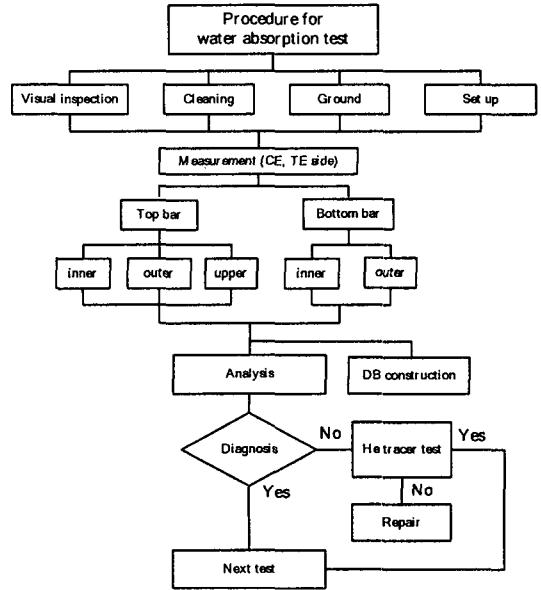 Procedure for
water absorption test
Visual inspection
Cleaning
Ground
Set up
Measurement (CE, TE side)
Top bar
Bottom bar
inner
outer
upper
inner
outer
Analysis
DB construction
Diagnosis
No
He tracer test
Yes
Yes
No
Repair
Next test